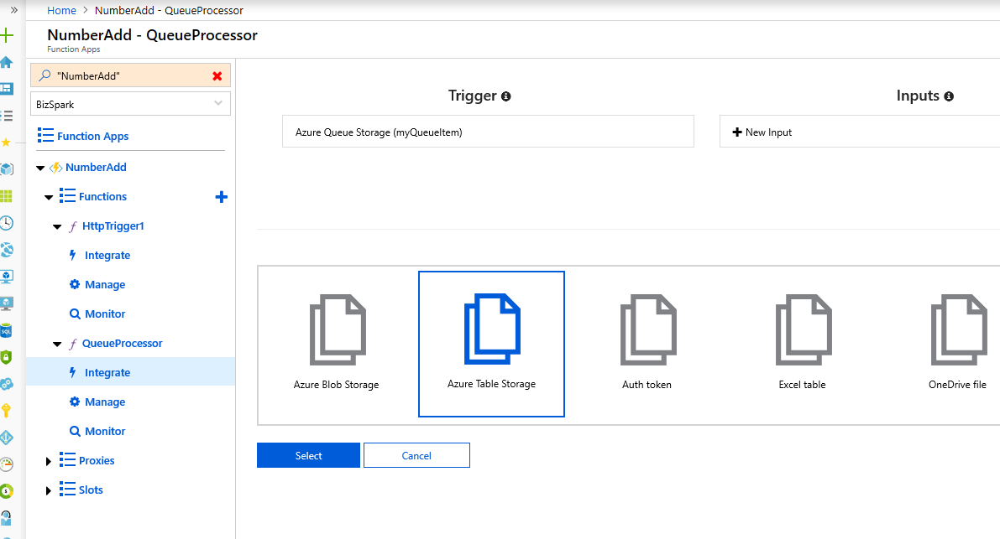 Home > NumberAdd - QueueProcessor
NumberAdd - QueueProcessor
Function Apps
"NumberAdd"
BizSpark
Function Apps
NumberAdd
Functions
HttpTrigger1
Integrate
Manage
Monitor
QueueProcessor
Integrate
Manage
Monitor
Proxies
Slots
Trigger
Azure Queue Storage (myQueueItem)
Inputs
New Input
Azure Blob Storage
Azure Table Storage
Auth token
Excel table
OneDrive file
Select
Cancel